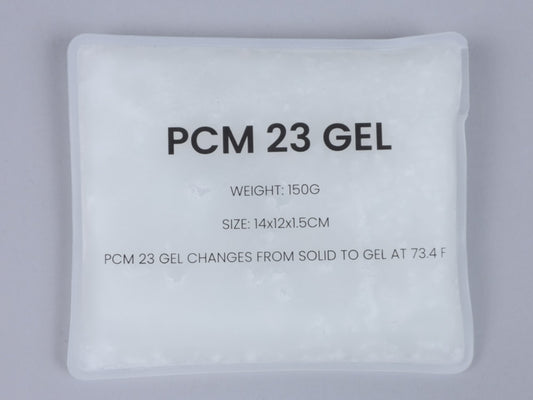 PCM 23 GEL
WEIGHT: 150G
SIZE: 14x12x1.5CM
PCM 23 GEL CHANGES FROM SOLID TO GEL AT 73.4 F